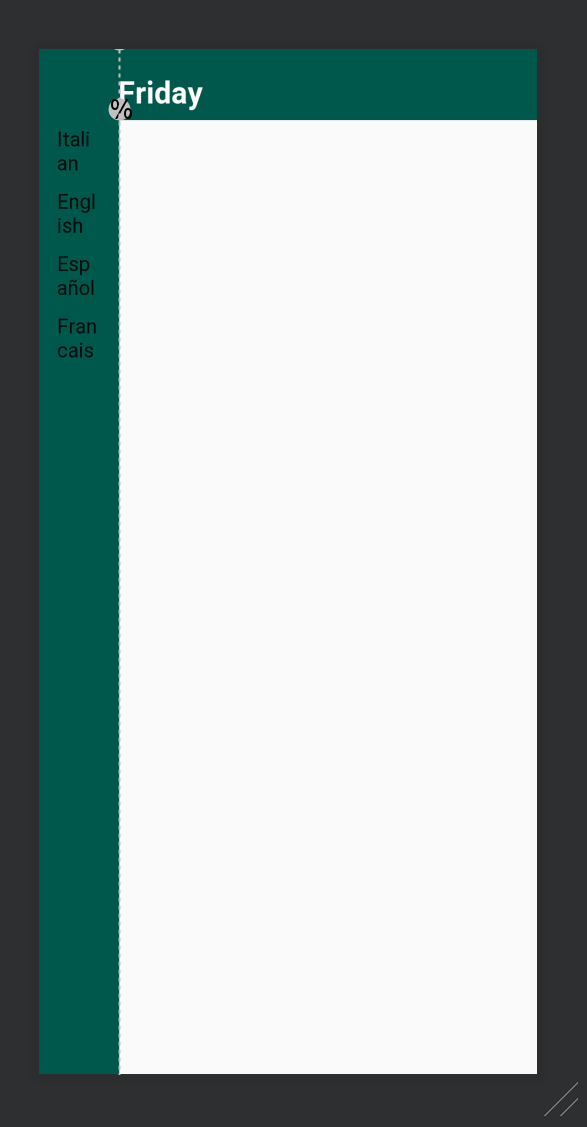 Friday
%
Itali
an
Engl
ish
Esp
añol
Fran
cais